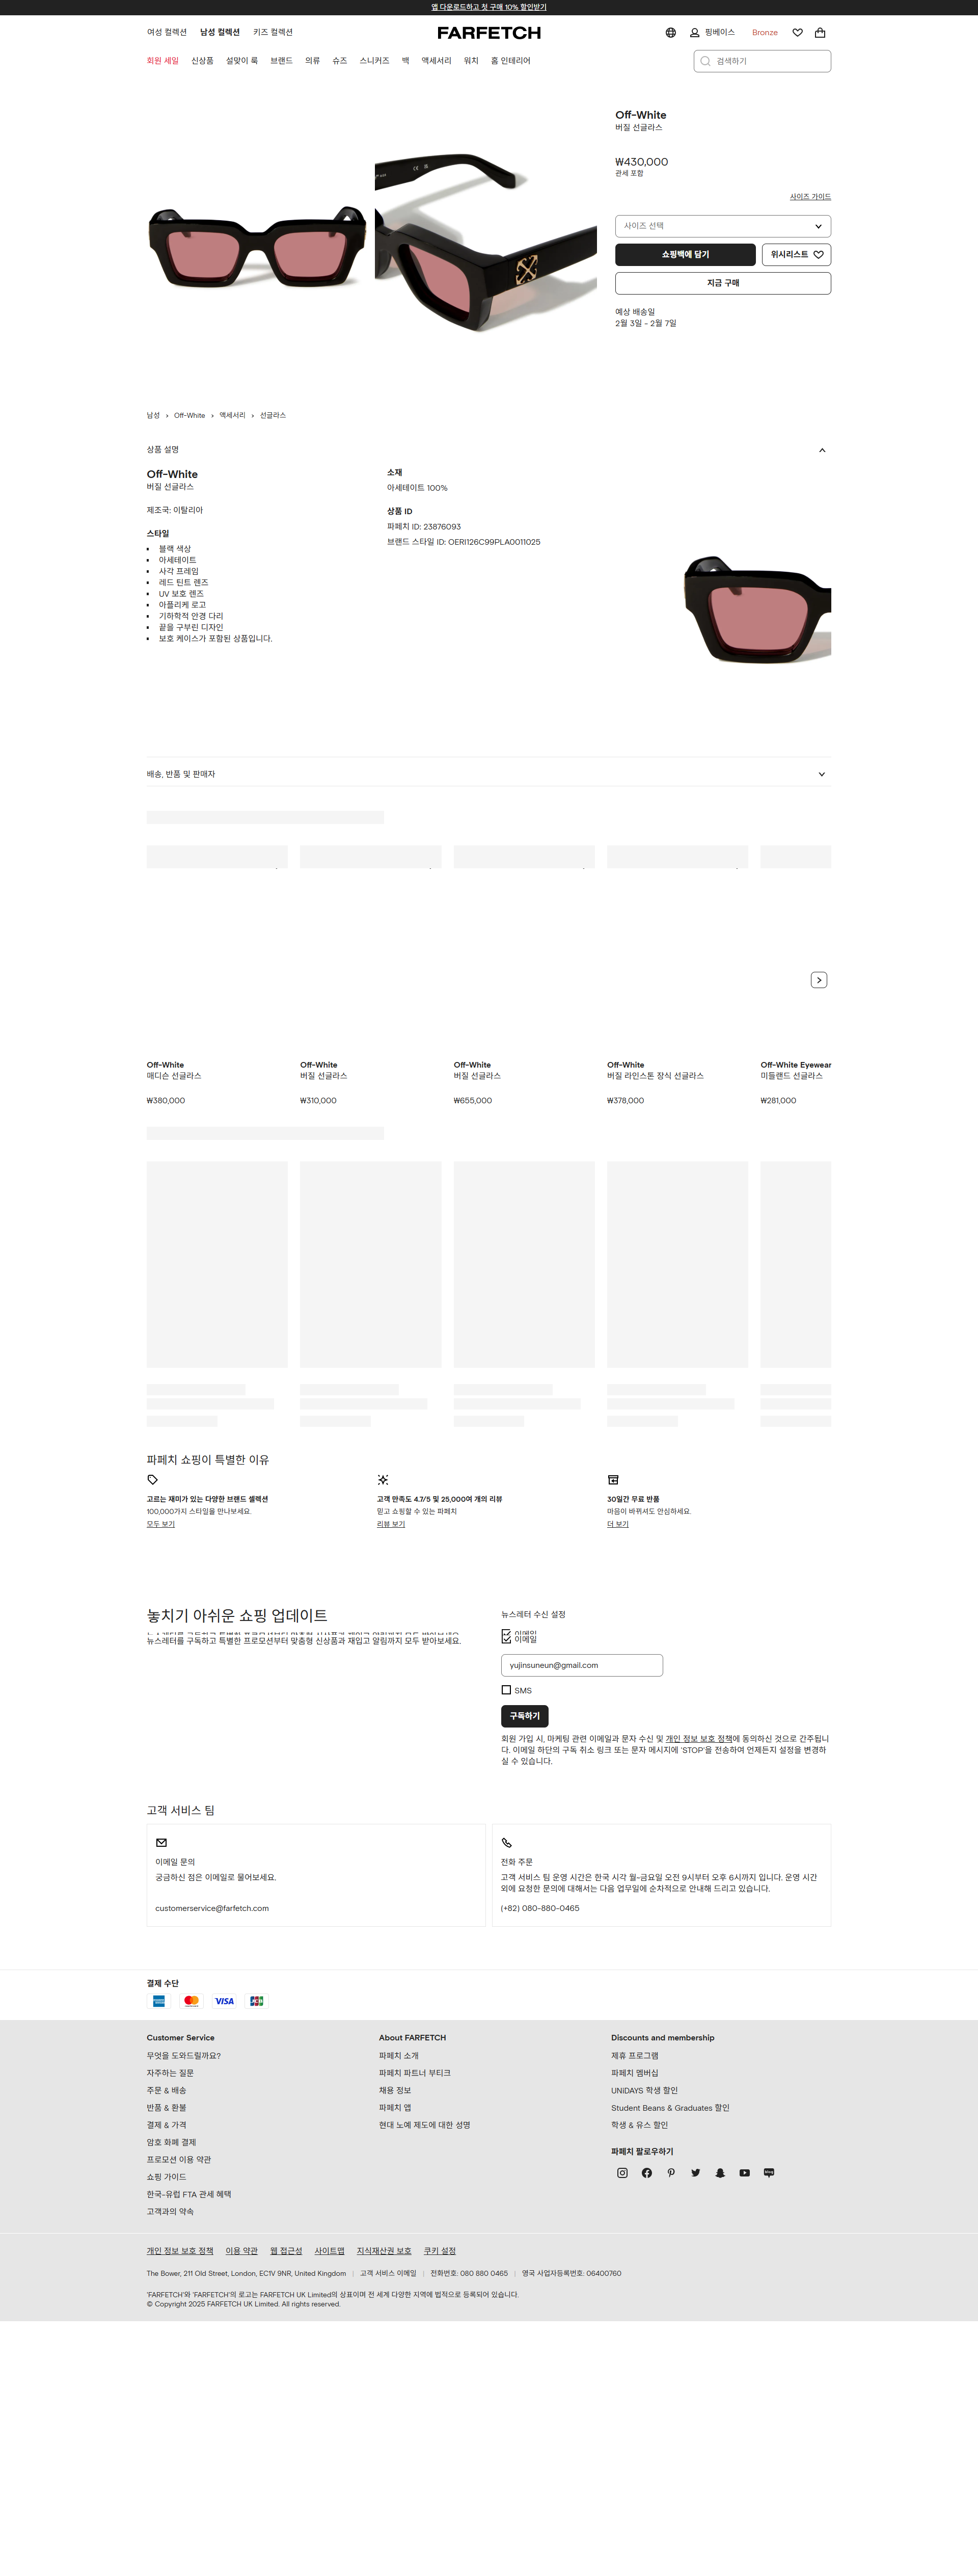 앱 다운로드하고 첫 구매 10% 할인받기
여성 컬렉션 남성 컬렉션 키즈 컬렉션 FARFETCH 핑베이스 Bronze
회원 세일 신상품 설맞이 룩 브랜드 의류 슈즈 스니커즈 백 액세서리 워치 홈 인테리어 검색하기
Off-White
버질 선글라스
₩430,000
관세 포함
사이즈 가이드
사이즈 선택
쇼핑백에 담기 위시리스트
지금 구매
예상 배송일
2월 3일 - 2월 7일
남성 › Off-White › 액세서리 › 선글라스
상품 설명
Off-White
버질 선글라스
제조국: 이탈리아
스타일
블랙 색상
아세테이트
사각 프레임
레드 틴트 렌즈
UV 보호 렌즈
아플리케 로고
기하학적 안경 다리
끝을 구부린 디자인
보호 케이스가 포함된 상품입니다.
소재
아세테이트 100%
상품 ID
파페치 ID: 23876093
브랜드 스타일 ID: OERI126C99PLA0011025
배송, 반품 및 판매자
Off-White Off-White Off-White Off-White Off-White Eyewear
매디슨 선글라스 버질 선글라스 버질 선글라스 버질 라인스톤 장식 선글라스 미들랜드 선글라스
₩380,000 ₩310,000 ₩655,000 ₩378,000 ₩281,000
파페치 쇼핑이 특별한 이유
고르는 재미가 있는 다양한 브랜드 셀렉션
100,000가지 스타일을 만나보세요.
모두 보기
고객 만족도 4.7/5 및 25,000여 개의 리뷰
믿고 쇼핑할 수 있는 파페치
리뷰 보기
30일간 무료 반품
마음이 바뀌셔도 안심하세요.
더 보기
놓치기 아쉬운 쇼핑 업데이트
뉴스레터를 구독하고 특별한 프로모션부터 맞춤형 신상품과 재입고 알림까지 모두 받아보세요.
뉴스레터 수신 설정
이메일
이메일
yujinsuneun@gmail.com
SMS
구독하기
회원 가입 시, 마케팅 관련 이메일과 문자 수신 및 개인 정보 보호 정책에 동의하신 것으로 간주됩니
다. 이메일 하단의 구독 취소 링크 또는 문자 메시지에 'STOP'을 전송하여 언제든지 설정을 변경하
실 수 있습니다.
고객 서비스 팀
이메일 문의
궁금하신 점은 이메일로 물어보세요.
customerservice@farfetch.com
전화 주문
고객 서비스 팀 운영 시간은 한국 시각 월-금요일 오전 9시부터 오후 6시까지 입니다. 운영 시간
외에 요청한 문의에 대해서는 다음 업무일에 순차적으로 안내해 드리고 있습니다.
(+82) 080-880-0465
결제 수단
VISA JCB
Customer Service
무엇을 도와드릴까요?
자주하는 질문
주문 & 배송
반품 & 환불
결제 & 가격
암호 화폐 결제
프로모션 이용 약관
쇼핑 가이드
한국-유럽 FTA 관세 혜택
고객과의 약속
About FARFETCH
파페치 소개
파페치 파트너 부티크
채용 정보
파페치 앱
현대 노예 제도에 대한 성명
Discounts and membership
제휴 프로그램
파페치 멤버십
UNiDAYS 학생 할인
Student Beans & Graduates 할인
학생 & 유스 할인
파페치 팔로우하기
개인 정보 보호 정책 이용 약관 웹 접근성 사이트맵 지식재산권 보호 쿠키 설정
The Bower, 211 Old Street, London, EC1V 9NR, United Kingdom | 고객 서비스 이메일 | 전화번호: 080 880 0465 | 영국 사업자등록번호: 06400760
'FARFETCH'와 'FARFETCH'의 로고는 FARFETCH UK Limited의 상표이며 전 세계 다양한 지역에 법적으로 등록되어 있습니다.
© Copyright 2025 FARFETCH UK Limited. All rights reserved.